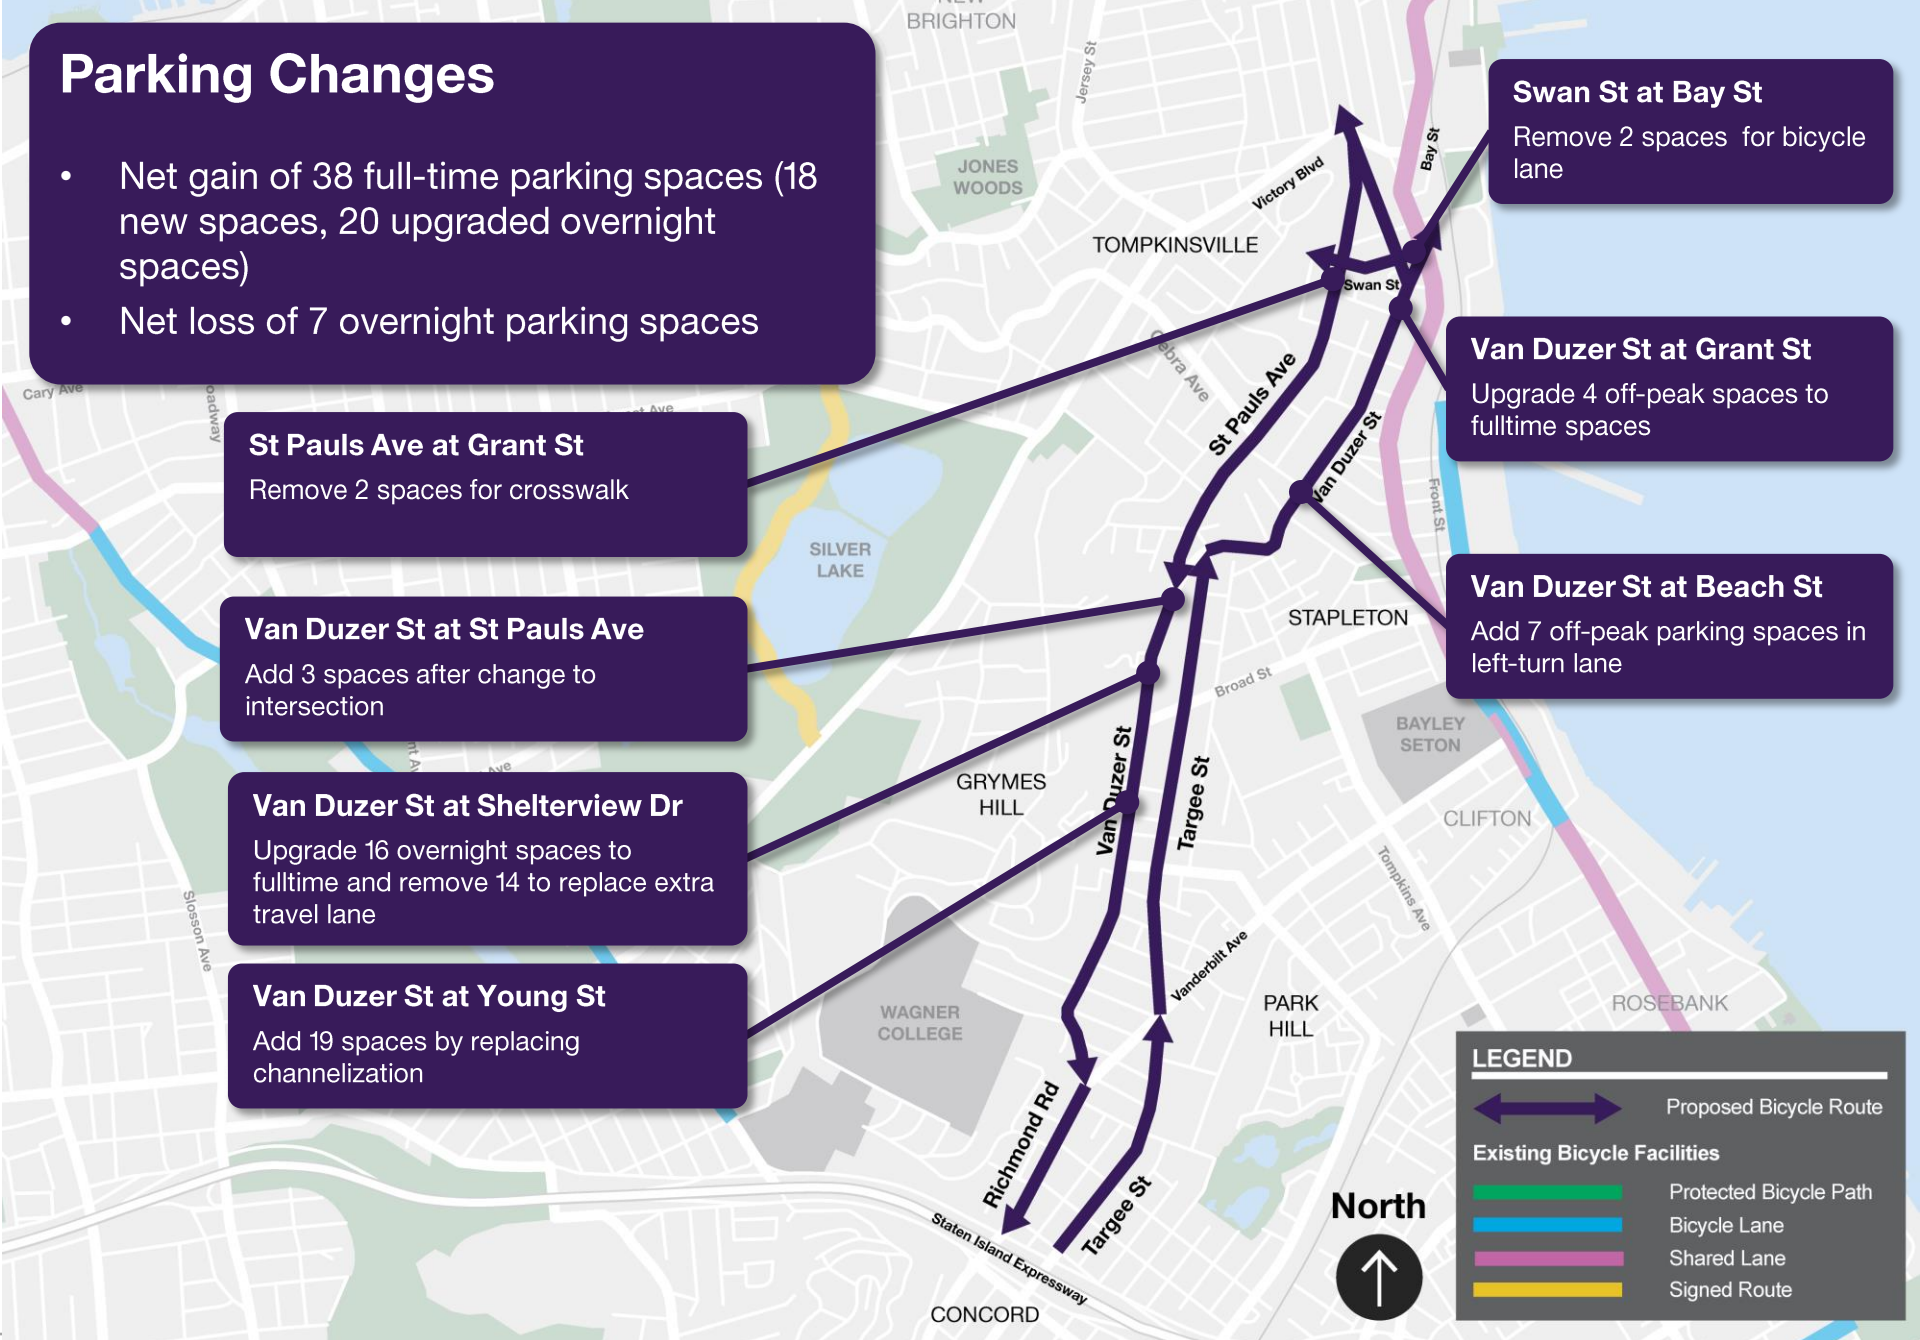 Parking Changes
• Net gain of 38 full-time parking spaces (18
new spaces, 20 upgraded overnight
spaces)
• Net loss of 7 overnight parking spaces
St Pauls Ave at Grant St
Remove 2 spaces for crosswalk
Van Duzer St at St Pauls Ave
Add 3 spaces after change to
intersection
Van Duzer St at Shelterview Dr
Upgrade 16 overnight spaces to
fulltime and remove 14 to replace extra
travel lane
Van Duzer St at Young St
Add 19 spaces by replacing
channelization
Swan St at Bay St
Remove 2 spaces for bicycle
lane
Van Duzer St at Grant St
Upgrade 4 off-peak spaces to
fulltime spaces
Van Duzer St at Beach St
Add 7 off-peak parking spaces in
left-turn lane
BRIGHTON
Jersey St
JONES
WOODS
Victory Blvd
Bay St
TOMPKINSVILLE
Swan St
St Pauls Ave
Van Duzer St
Front St
Cary Ave
Ave
SILVER
LAKE
STAPLETON
Broad St
BAYLEY
SETON
Van Duzer St
Targee St
GRYMES
HILL
CLIFTON
Tompkins Ave
Slosson Ave
Ave
Vanderbilt Ave
WAGNER
COLLEGE
PARK
HILL
ROSEBANK
Richmond Rd
Targee St
Staten Island Expressway
CONCORD
North
LEGEND
Proposed Bicycle Route
Existing Bicycle Facilities
Protected Bicycle Path
Bicycle Lane
Shared Lane
Signed Route